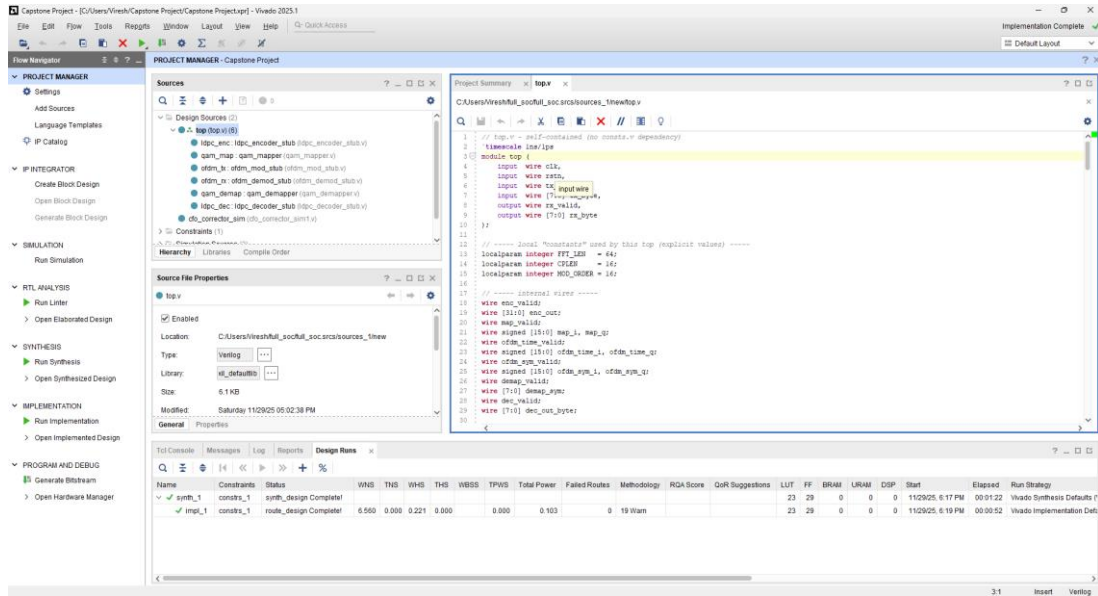 Capstone Project - [C:/Users/Viresh/Capstone Project/Capstone Project.xpr] - Vivado 2025.1
File Edit Flow Tools Reports Window Layout View Help Q- Quick Access
Implementation Complete
Default Layout
Flow Navigator
PROJECT MANAGER
Settings
Add Sources
Language Templates
IP Catalog
IP INTEGRATOR
Create Block Design
Open Block Design
Generate Block Design
SIMULATION
Run Simulation
RTL ANALYSIS
Run Linter
Open Elaborated Design
SYNTHESIS
Run Synthesis
Open Synthesized Design
IMPLEMENTATION
Run Implementation
Open Implemented Design
PROGRAM AND DEBUG
Generate Bitstream
Open Hardware Manager
PROJECT MANAGER - Capstone Project
Sources
Design Sources (2)
top (top.v) (6)
ldpc_enc : ldpc_encoder_stub (ldpc_encoder_stub.v)
qam_map : qam_mapper (qam_mapper.v)
ofdm_tx : ofdm_mod_stub (ofdm_mod_stub.v)
ofdm_rx : ofdm_demod_stub (ofdm_demod_stub.v)
qam_demap : qam_demapper (qam_demapper.v)
ldpc_dec : ldpc_decoder_stub (ldpc_decoder_stub.v)
cfo_corrector_sim (cfo_corrector_sim1.v)
Constraints (1)
Hierarchy Libraries Compile Order
Source File Properties
top.v
Enabled
Location: C:/Users/Viresh/full_soc/full_soc.srcs/sources_1/new
Type: Verilog
Library: xil_defaultlib
Size: 6.1 KB
Modified: Saturday 11/29/25 05:02:38 PM
General Properties
Project Summary top.v
C:/Users/Viresh/full_soc/full_soc.srcs/sources_1/new/top.v
1 // top.v - self-contained (no consts.v dependency)
2 `timescale 1ns/1ps
3 module top (
4 input wire clk,
5 input wire rstn,
6 input wire tx
input wire
7 input wire [7:0]
8 output wire rx_valid,
9 output wire [7:0] rx_byte
10 );
11
12 // ----- local "constants" used by this top (explicit values) -----
13 localparam integer FFT_LEN = 64;
14 localparam integer CPLEN = 16;
15 localparam integer MOD_ORDER = 16;
16
17 // ----- internal wires -----
18 wire enc_valid;
19 wire [31:0] enc_out;
20 wire map_valid;
21 wire signed [15:0] map_i, map_q;
22 wire ofdm_time_valid;
23 wire signed [15:0] ofdm_time_i, ofdm_time_q;
24 wire ofdm_sym_valid;
25 wire signed [15:0] ofdm_sym_i, ofdm_sym_q;
26 wire demap_valid;
27 wire [7:0] demap_sym;
28 wire dec_valid;
29 wire [7:0] dec_out_byte;
30
Tcl Console Messages Log Reports Design Runs
Name Constraints Status WNS TNS WHS THS WBSS TPWS Total Power Failed Routes Methodology RQA Score QoR Suggestions LUT FF BRAM URAM DSP Start Elapsed Run Strategy
synth_1 constrs_1 synth_design Complete! 23 29 0 0 0 11/29/25, 6:17 PM 00:01:22 Vivado Synthesis Defaults (
impl_1 constrs_1 route_design Complete! 6.560 0.000 0.221 0.000 0.000 0.103 0 19 Warn 23 29 0 0 0 11/29/25, 6:19 PM 00:00:52 Vivado Implementation Defa
3:1 Insert Verilog